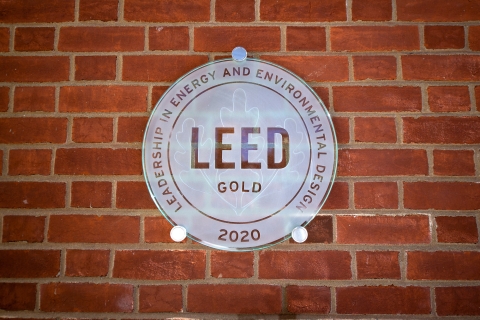 LEADERSHIP IN ENERGY AND ENVIRONMENTAL DESIGN
LEED
GOLD
2020